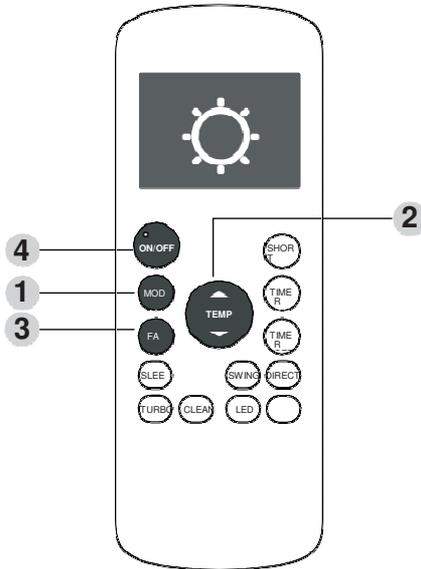 2
4
ON/OFF
SHOR
T
1
MOD
TIME
R
TEMP
3
FA
TIME
R
SLEE
SWING
DIRECT
TURBO
CLEAN
LED